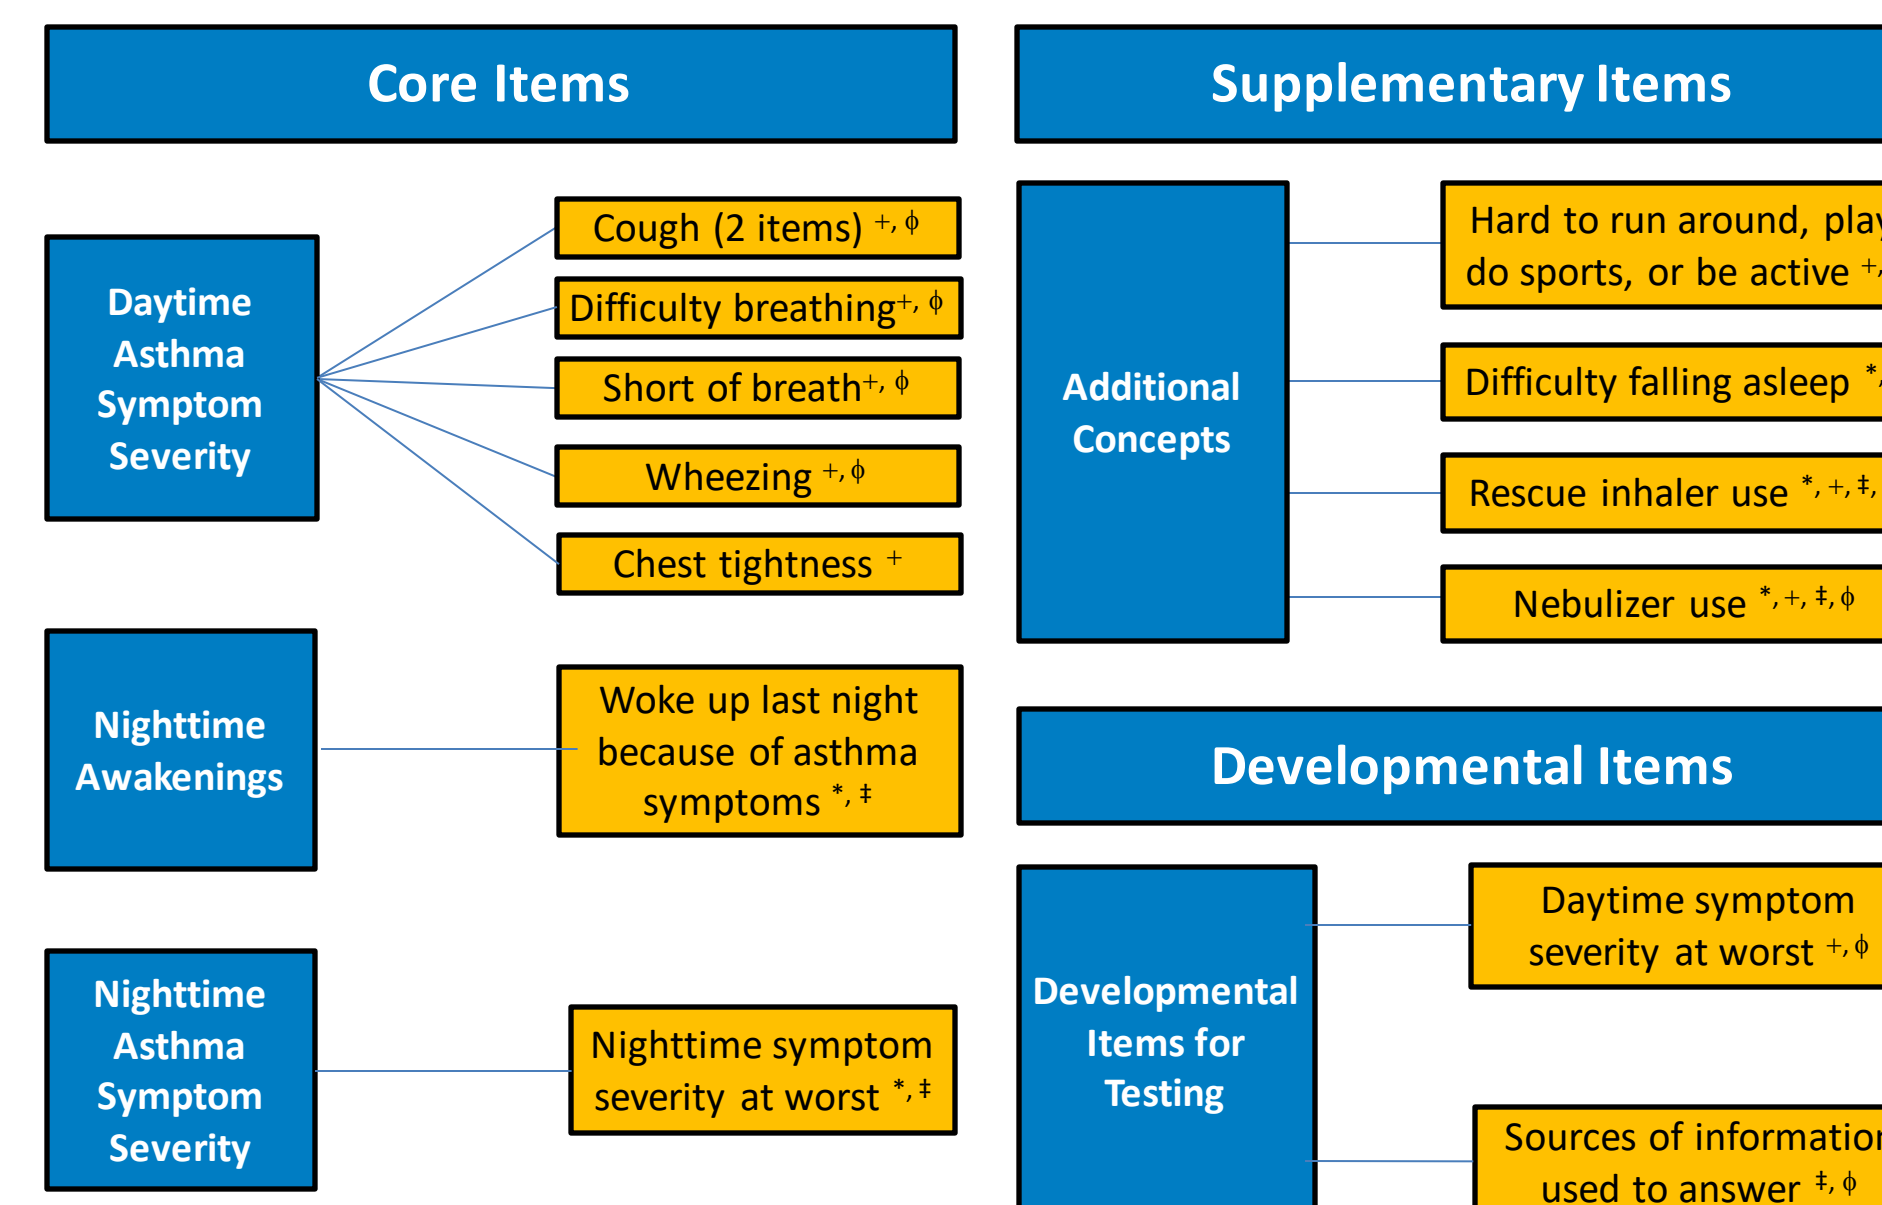 Core Items
Daytime
Asthma
Symptom
Severity
Cough (2 items) +, ϕ
Difficulty breathing+, ϕ
Short of breath+, ϕ
Wheezing +, ϕ
Chest tightness +
Nighttime
Awakenings
Woke up last night
because of asthma
symptoms *, ‡
Nighttime
Asthma
Symptom
Severity
Nighttime symptom
severity at worst *, ‡
Supplementary Items
Additional
Concepts
Hard to run around, play
do sports, or be active +,
Difficulty falling asleep *,
Rescue inhaler use *, +, ‡,
Nebulizer use *, +, ‡, ϕ
Developmental Items
Developmental
Items for
Testing
Daytime symptom
severity at worst +, ϕ
Sources of information
used to answer ‡, ϕ